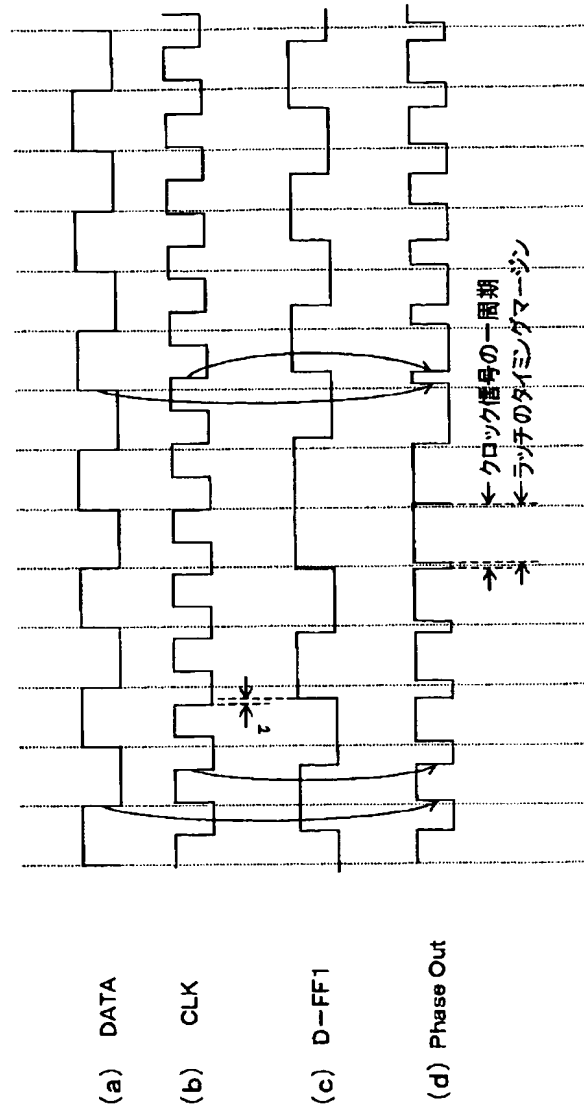 (a) DATA
(b) CLK
τ
(c) D-FF1
(d) Phase Out
クロック信号の一周期
ラッチのタイミングマージン